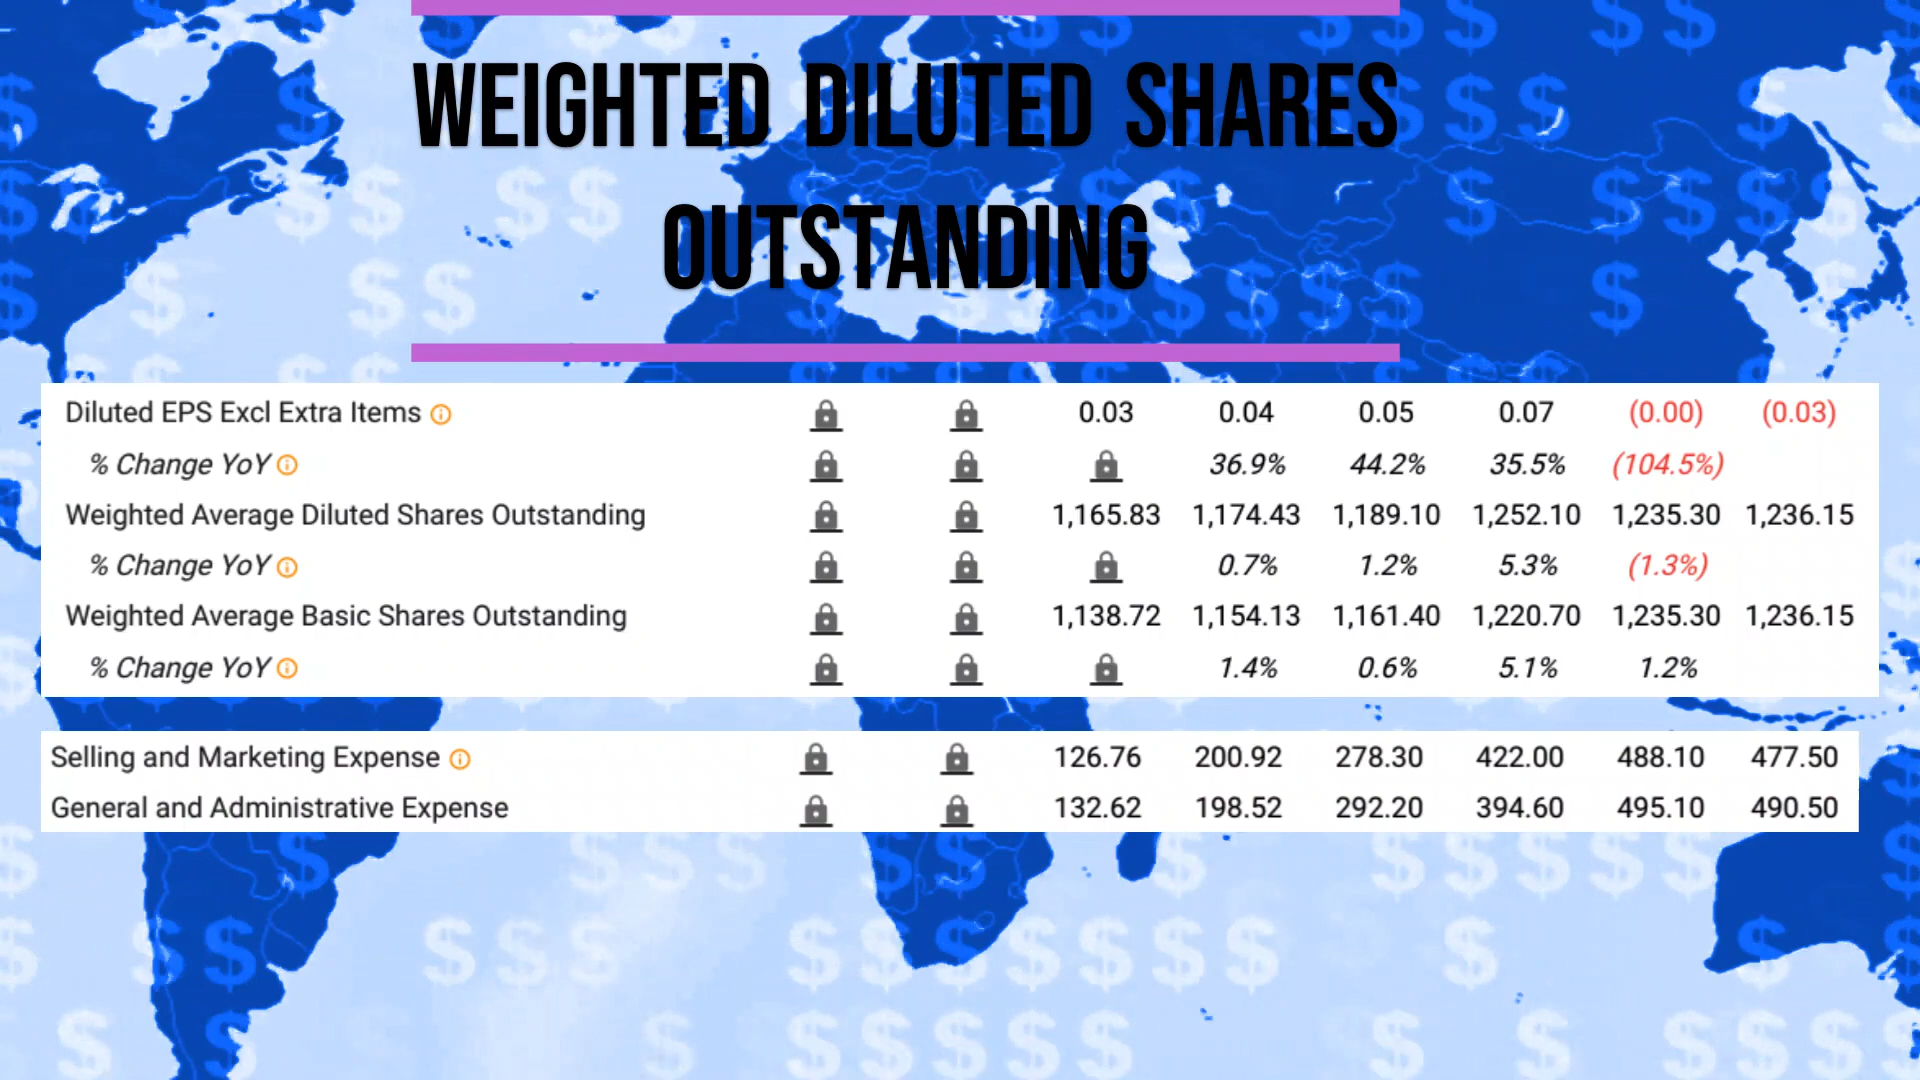 WEIGHTED DILUTED SHARES
OUTSTANDING
Diluted EPS Excl Extra Items 0.03 0.04 0.05 0.07 (0.00) (0.03)
% Change YoY 36.9% 44.2% 35.5% (104.5%)
Weighted Average Diluted Shares Outstanding 1,165.83 1,174.43 1,189.10 1,252.10 1,235.30 1,236.15
% Change YoY 0.7% 1.2% 5.3% (1.3%)
Weighted Average Basic Shares Outstanding 1,138.72 1,154.13 1,161.40 1,220.70 1,235.30 1,236.15
% Change YoY 1.4% 0.6% 5.1% 1.2%
Selling and Marketing Expense 126.76 200.92 278.30 422.00 488.10 477.50
General and Administrative Expense 132.62 198.52 292.20 394.60 495.10 490.50